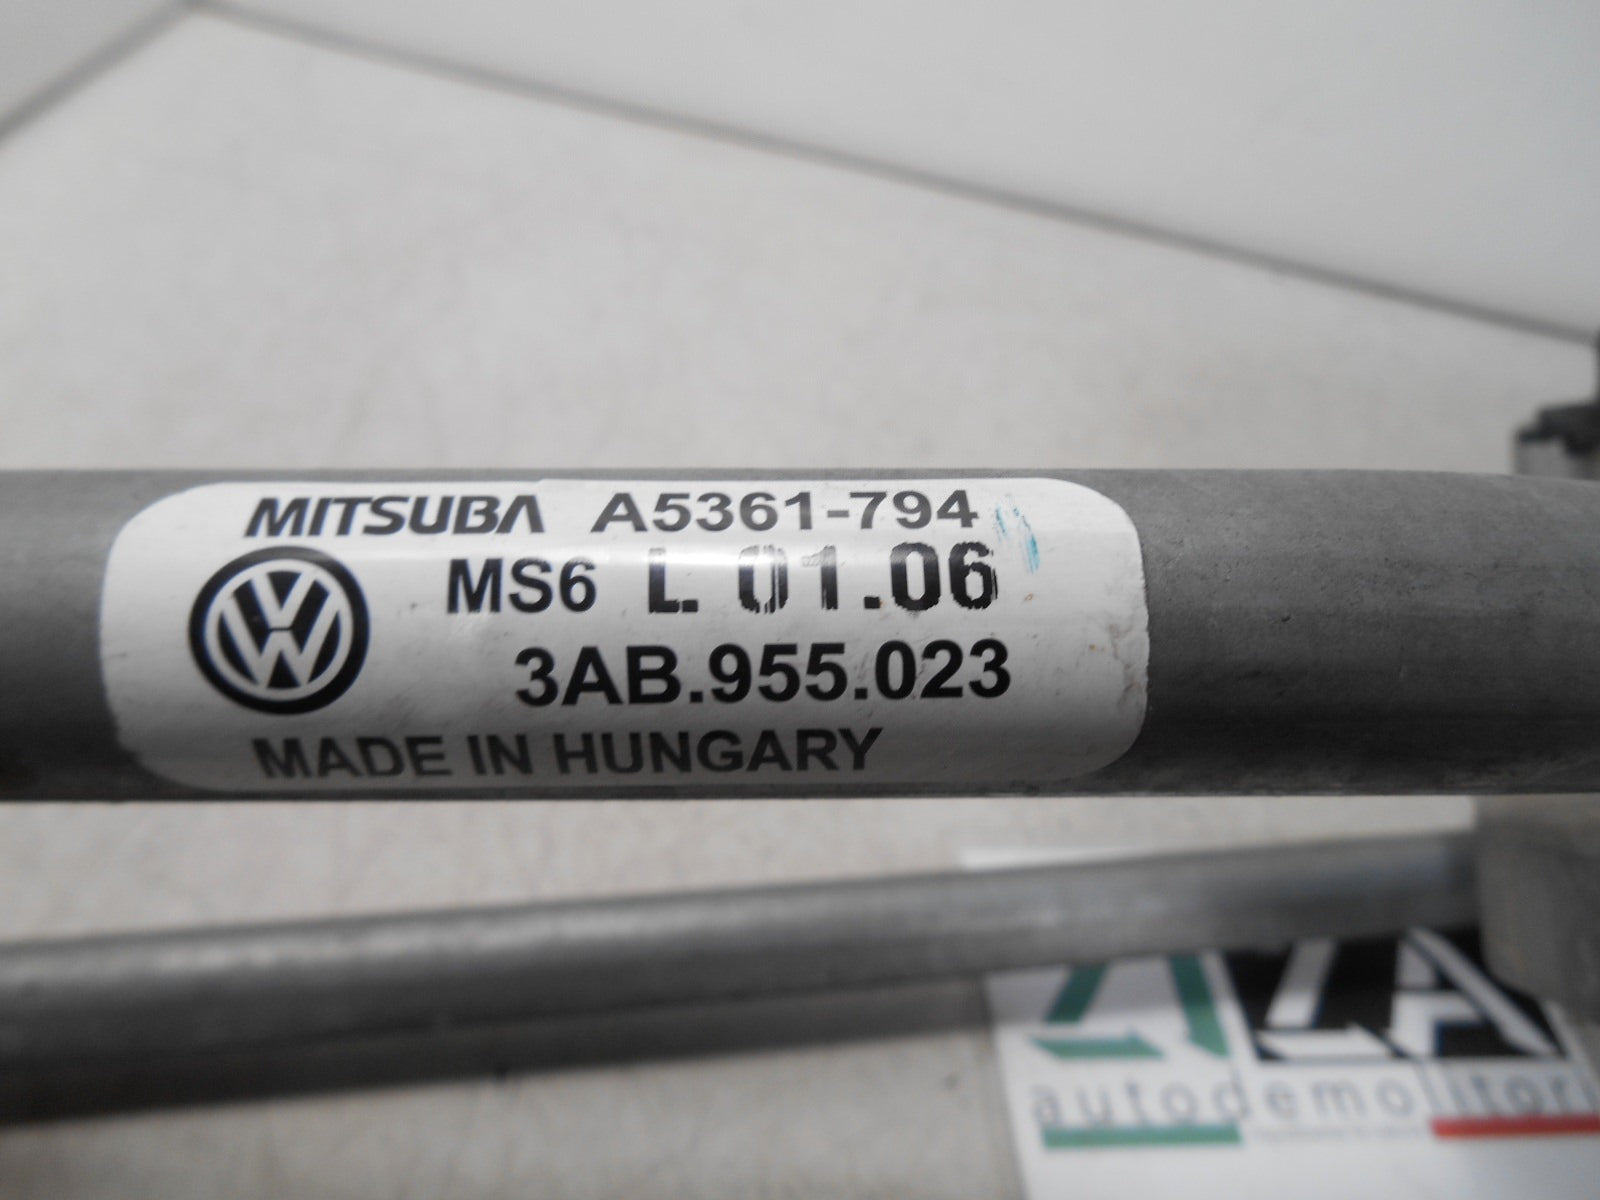 MITSUBA A5361-794
MS6 L. 01.06
3AB.955.023
MADE IN HUNGARY
autodemolitori